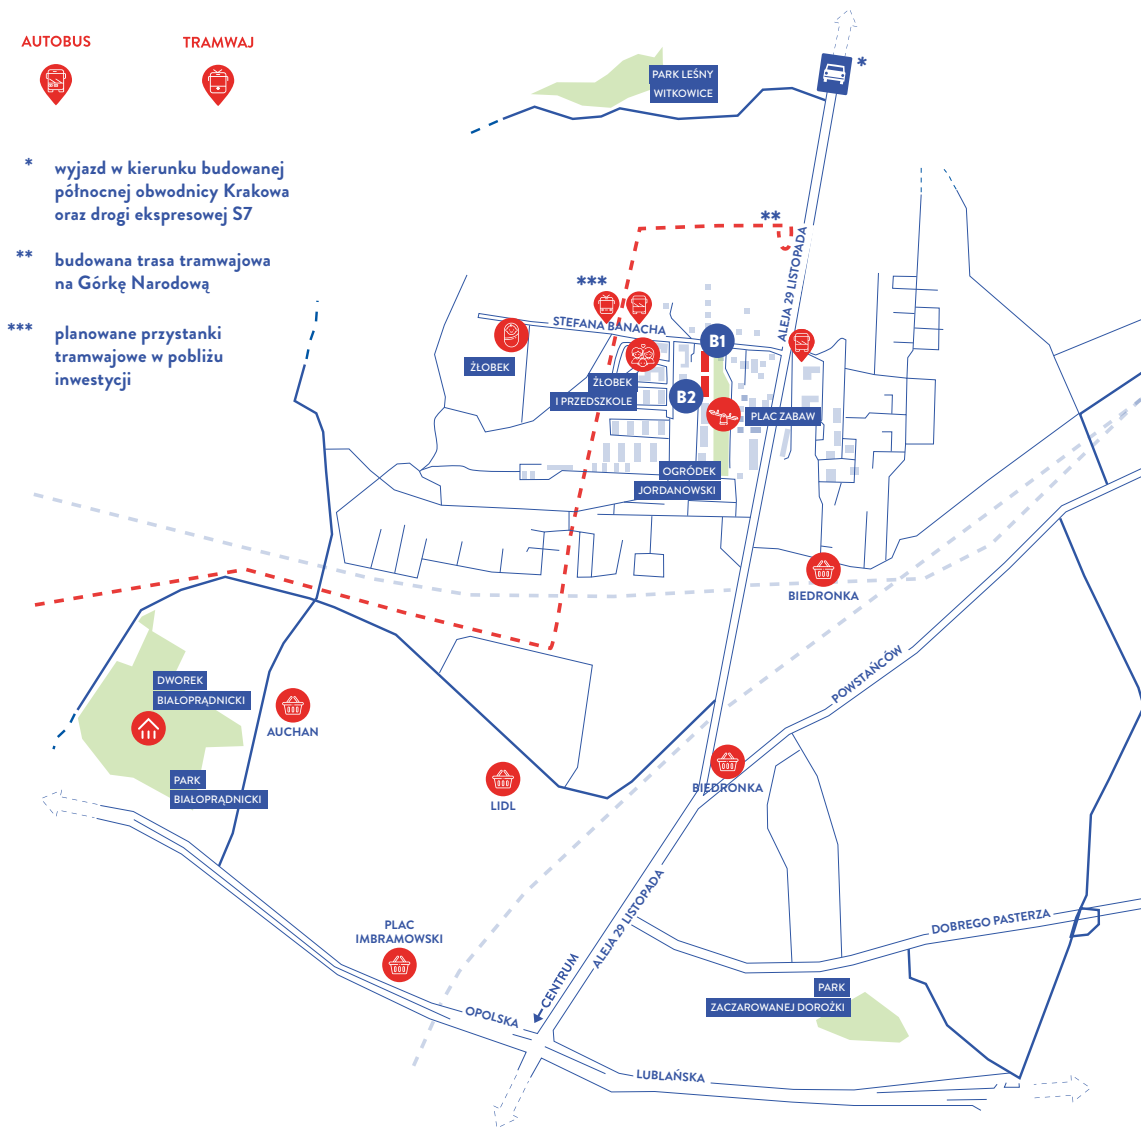 AUTOBUS
TRAMWAJ
* wyjazd w kierunku budowanej
północnej obwodnicy Krakowa
oraz drogi ekspresowej S7
** budowana trasa tramwajowa
na Górkę Narodową
*** planowane przystanki
tramwajowe w pobliżu
inwestycji
PARK LEŚNY
WITKOWICE
*
**
ALEJA 29 LISTOPADA
***
STEFANA BANACHA
B1
ŻŁOBEK
ŻŁOBEK
I PRZEDSZKOLE
B2
PLAC ZABAW
OGRÓDEK
JORDANOWSKI
BIEDRONKA
DWOREK
BIAŁOPRĄDNICKI
POWSTAŃCÓW
AUCHAN
PARK
BIAŁOPRĄDNICKI
LIDL
BIEDRONKA
ALEJA 29 LISTOPADA
PLAC
IMBRAMOWSKI
DOBREGO PASTERZA
CENTRUM
PARK
ZACZAROWANEJ DOROŻKI
OPOLSKA
LUBLAŃSKA